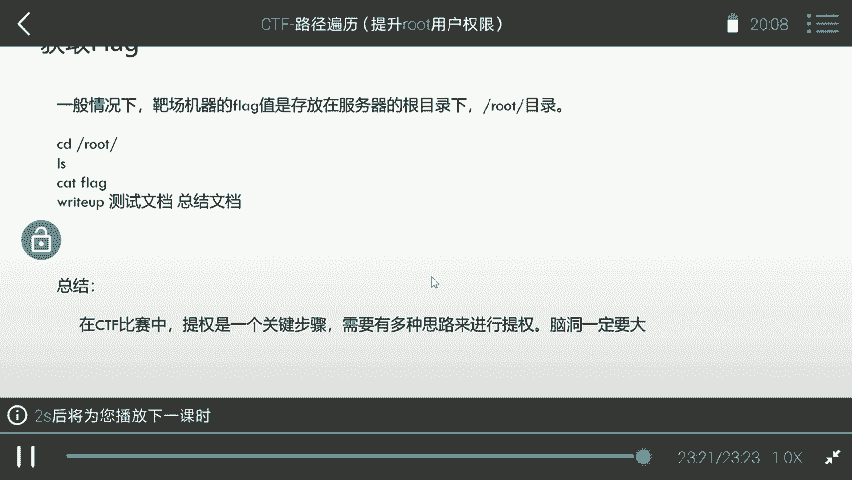 CTF-路径遍历（提升root用户权限）
20:08
获取Flag
一般情况下，靶场机器的flag值是存放在服务器的根目录下，/root/目录。
cd /root/
ls
cat flag
writeup 测试文档 总结文档
总结：
在CTF比赛中，提权是一个关键步骤，需要有多种思路来进行提权。脑洞一定要大
2s后将为您播放下一课时
23:21/23:23 1.0X